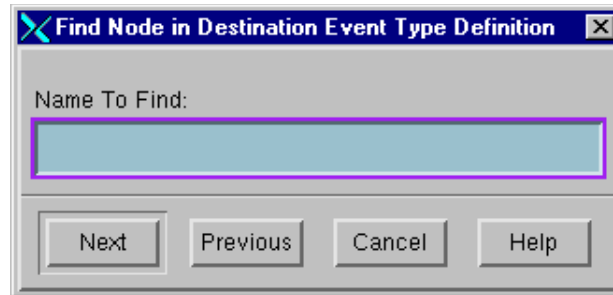 Find Node in Destination Event Type Definition
Name To Find:
Next Previous Cancel Help